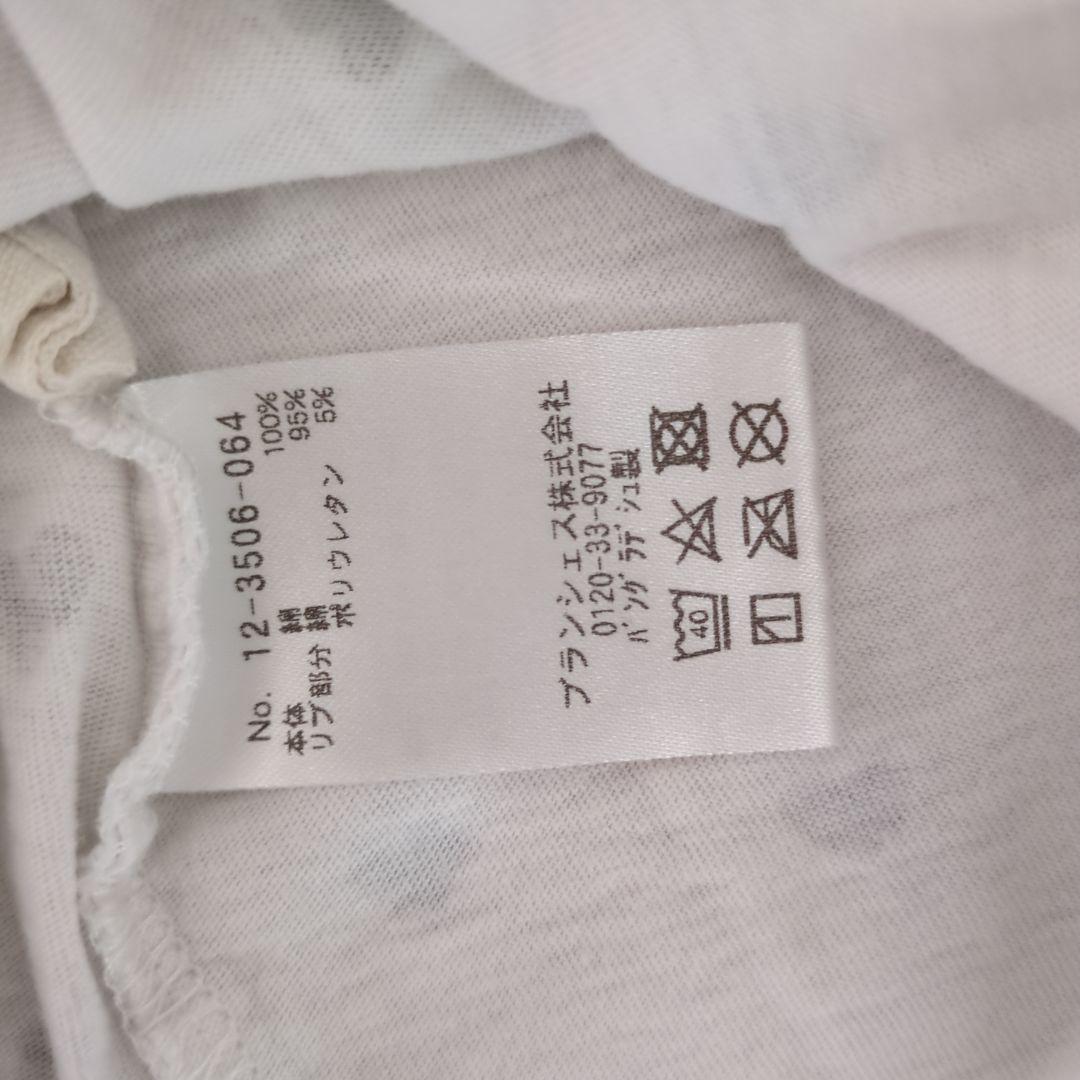 No. 12-3506-064
本体 綿 100%
リブ部分 綿 95%
ポリウレタン 5%
ブランシェス株式会社
0120-33-9077
バングラデシュ製
40